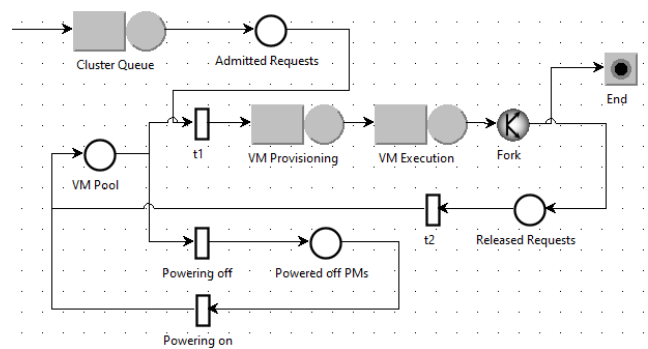 Cluster Queue
Admitted Requests
End
t1
VM Provisioning
VM Execution
Fork
VM Pool
t2
Released Requests
Powering off
Powered off PMs
Powering on